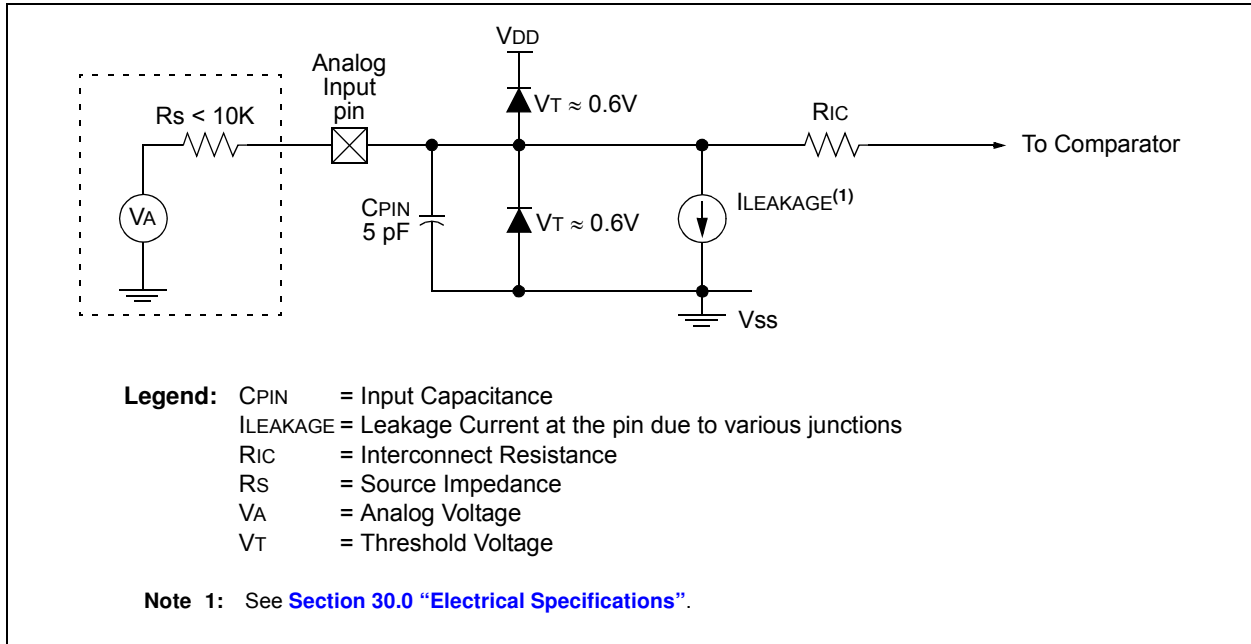 VDD
Analog
Input
pin
Rs < 10K
VT ≈ 0.6V
RIC
To Comparator
VA
CPIN
5 pF
VT ≈ 0.6V
ILEAKAGE(1)
Vss
Legend: CPIN = Input Capacitance
ILEAKAGE = Leakage Current at the pin due to various junctions
RIC = Interconnect Resistance
RS = Source Impedance
VA = Analog Voltage
VT = Threshold Voltage
Note 1: See Section 30.0 “Electrical Specifications”.